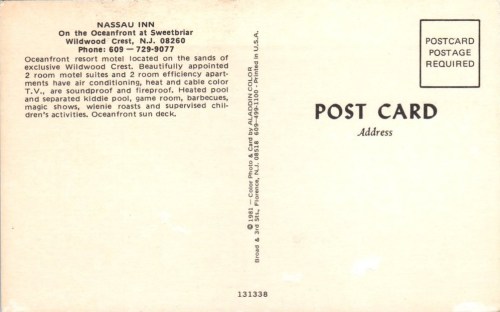 NASSAU INN
On the Oceanfront at Sweetbriar
Wildwood Crest, N.J. 08260
Phone: 609 — 729-9077
Oceanfront resort motel located on the sands of
exclusive Wildwood Crest. Beautifully appointed
2 room motel suites and 2 room efficiency apart-
ments have air conditioning, heat and cable color
T.V., are soundproof and fireproof. Heated pool
and separated kiddie pool, game room, barbecues,
magic shows, wienie roasts and supervised chil-
dren's activities. Oceanfront sun deck.
© 1981 - Color Photo & Card by ALADDIN COLOR
Broad & 3rd Sts., Florence, N.J. 08518 609-499-1100 - Printed in U.S.A.
POSTCARD
POSTAGE
REQUIRED
POST CARD
Address
131338